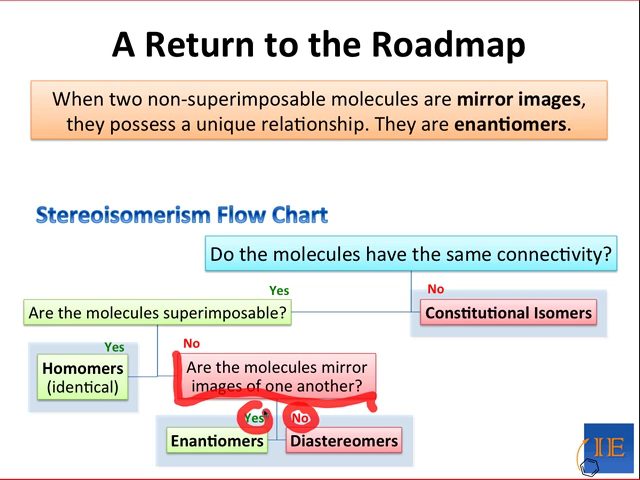 A Return to the Roadmap
When two non-superimposable molecules are mirror images,
they possess a unique relationship. They are enantiomers.
Stereoisomerism Flow Chart
Do the molecules have the same connectivity?
Yes
No
Are the molecules superimposable?
Constitutional Isomers
Yes
No
Homomers
(identical)
Are the molecules mirror
images of one another?
Yes
No
Enantiomers
Diastereomers
IE